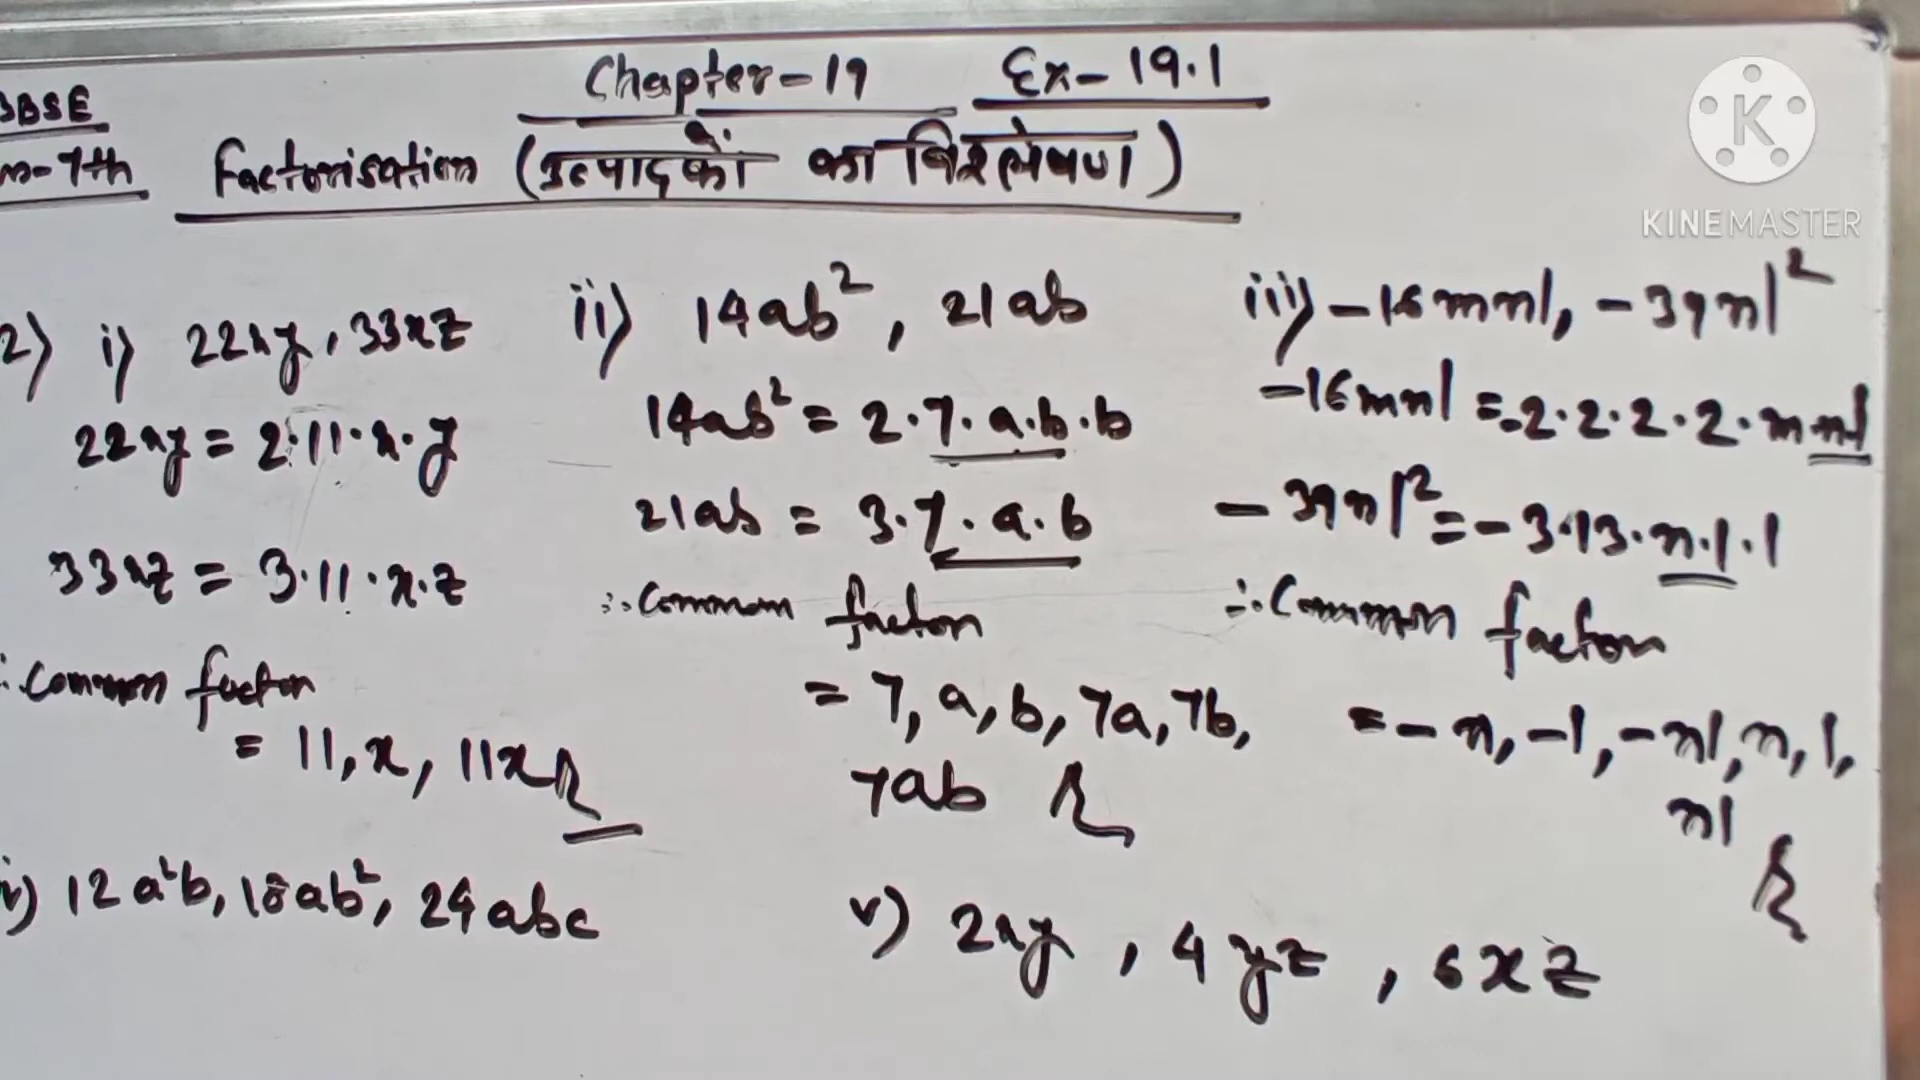 Chapter-19 Ex-19.1
BBSE
7th Factorisation (उत्पादकों का विश्लेषण)
KINEMASTER
2) i) 22xy, 33xz
22xy = 2·11·x·y
33xz = 3·11·x·z
∴ Common factor
= 11, x, 11x
ii) 14ab², 21ab
14ab² = 2·7·a·b·b
21ab = 3·7·a·b
∴ Common factor
= 7, a, b, 7a, 7b,
7ab
iii) -16mnl, -39nl²
-16mnl = -2·2·2·2·mnl
-39nl² = -3·13·n·l·l
∴ Common factor
= -n, -l, -nl, n, l,
nl
iv) 12a²b, 18ab², 24abc
v) 2xy, 4yz, 6xz